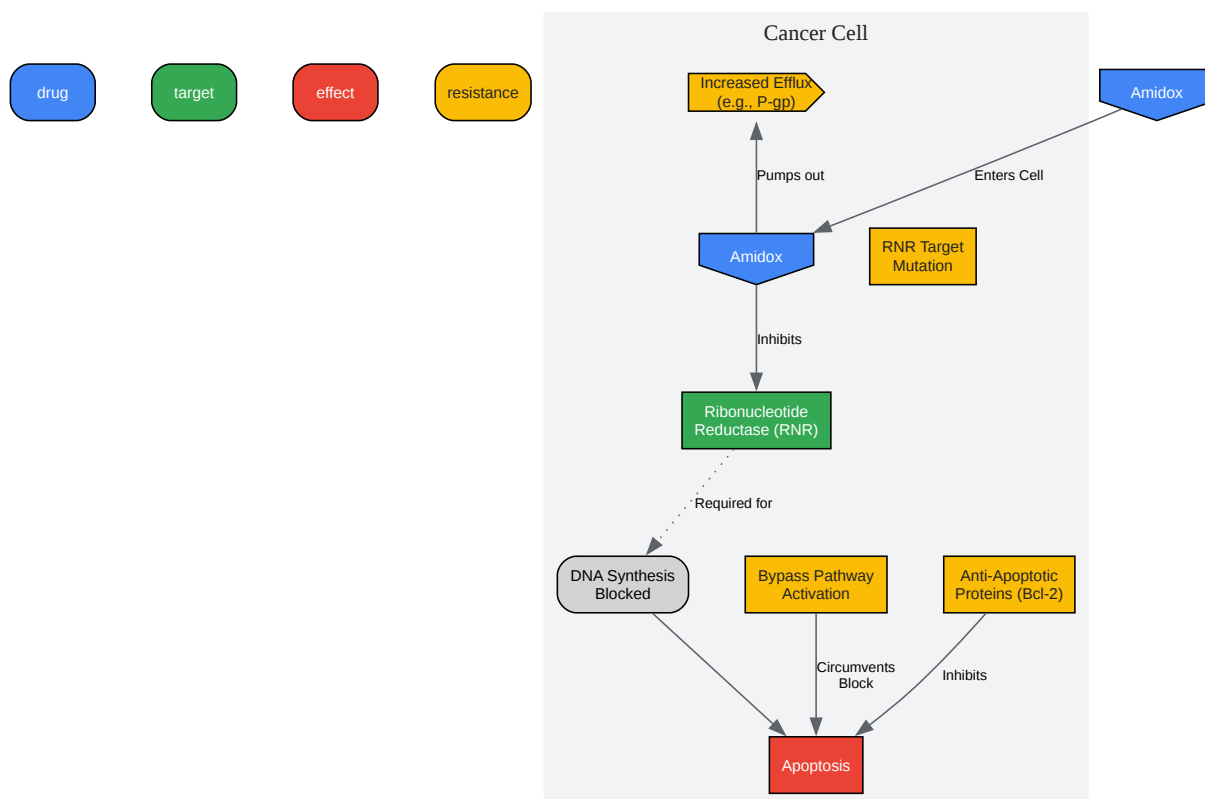 Cancer Cell
drug
target
effect
resistance
Increased Efflux
(e.g., P-gp)
Amidox
Pumps out
Enters Cell
Amidox
RNR Target
Mutation
Inhibits
Ribonucleotide
Reductase (RNR)
Required for
DNA Synthesis
Blocked
Bypass Pathway
Activation
Anti-Apoptotic
Proteins (Bcl-2)
Circumvents
Block
Inhibits
Apoptosis